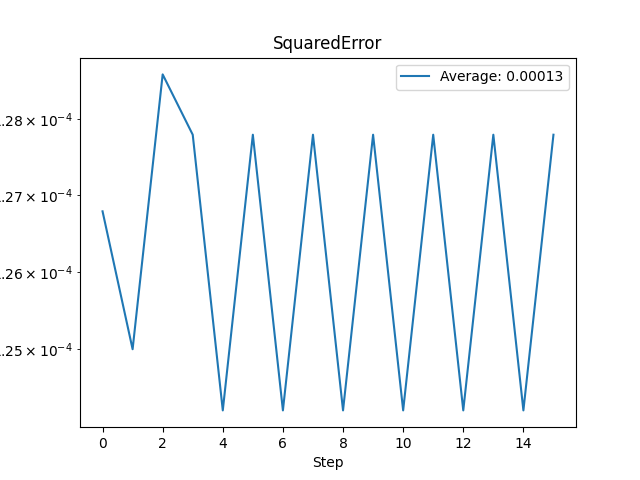 SquaredError
Average: 0.00013
.28 × 10⁻⁴
.27 × 10⁻⁴
.26 × 10⁻⁴
.25 × 10⁻⁴
0 2 4 6 8 10 12 14
Step